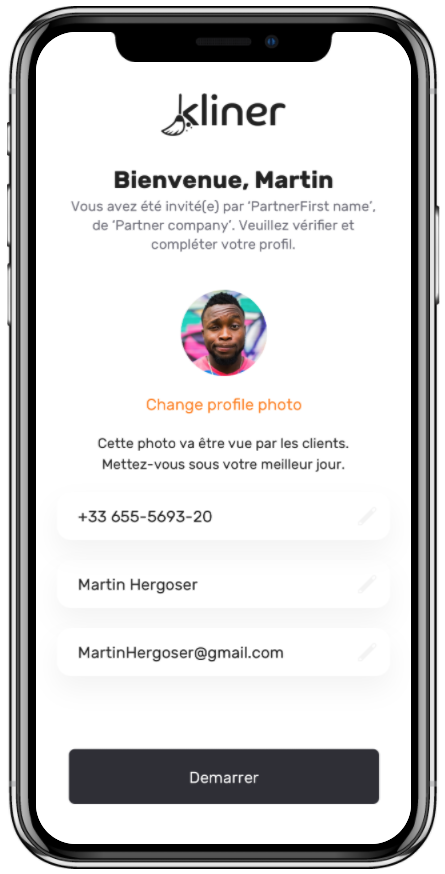 kliner
Bienvenue, Martin
Vous avez été invité(e) par ‘PartnerFirst name’,
de ‘Partner company’. Veuillez vérifier et
compléter votre profil.
Change profile photo
Cette photo va être vue par les clients.
Mettez-vous sous votre meilleur jour.
+33 655-5693-20
Martin Hergoser
MartinHergoser@gmail.com
Demarrer